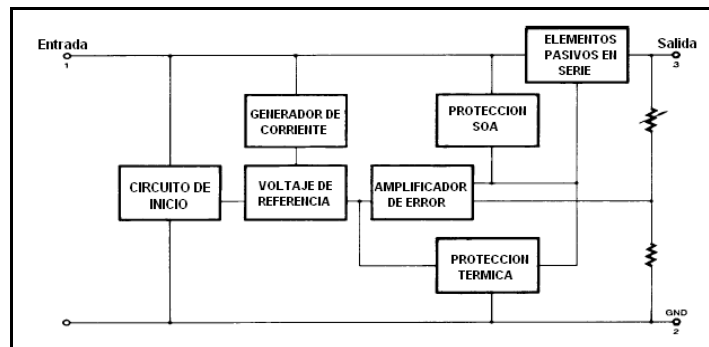 Entrada
1
ELEMENTOS
PASIVOS EN
SERIE
Salida
3
GENERADOR DE
CORRIENTE
PROTECCION
SOA
CIRCUITO DE
INICIO
VOLTAJE DE
REFERENCIA
AMPLIFICADOR
DE ERROR
PROTECCION
TERMICA
GND
2